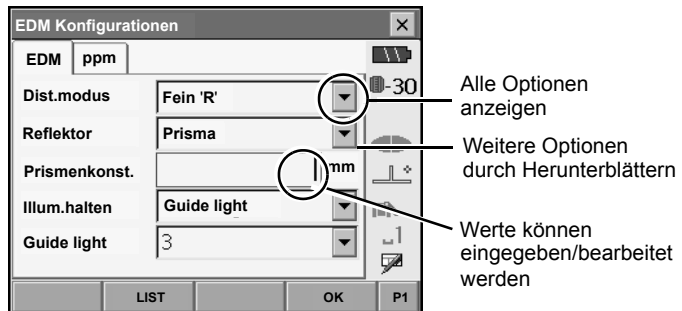 EDM Konfigurationen
EDM ppm
-30
Dist.modus Fein 'R'
Alle Optionen
anzeigen
Reflektor Prisma
Weitere Optionen
durch Herunterblättern
Prismenkonst. mm
Illum.halten Guide light
Werte können
eingegeben/bearbeitet
werden
Guide light 3
1
LIST OK P1